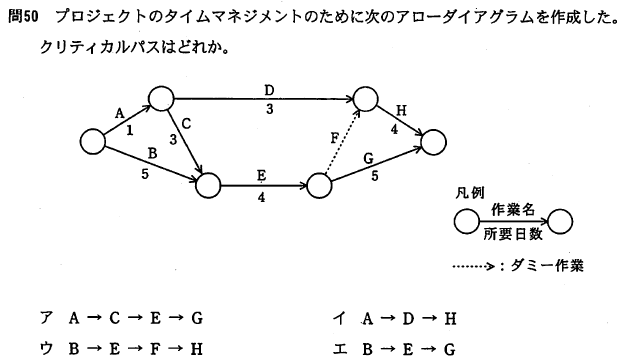 問50 プロジェクトのタイムマネジメントのために次のアローダイアグラムを作成した。
クリティカルパスはどれか。
D
3
A
1
C
3
H
4
F
B
5
G
5
E
4
凡例
作業名
所要日数
：ダミー作業
ア A → C → E → G
イ A → D → H
ウ B → E → F → H
エ B → E → G